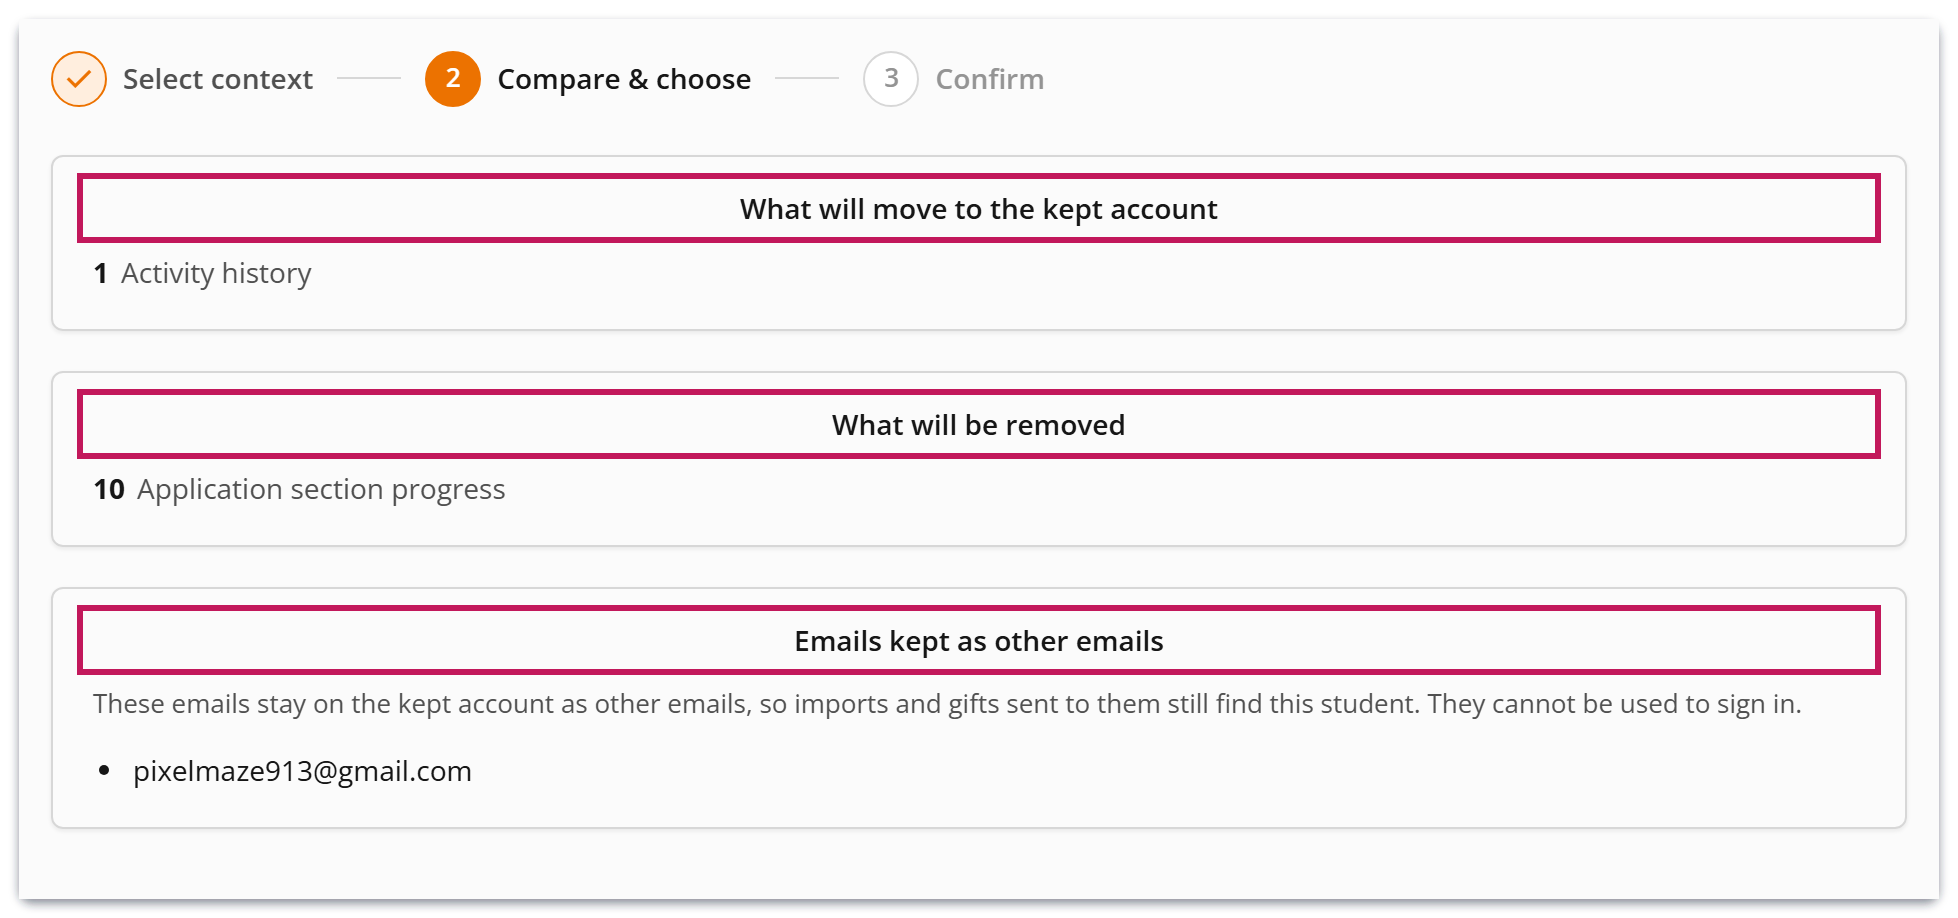 Select context
2 Compare & choose
3 Confirm
What will move to the kept account
1 Activity history
What will be removed
10 Application section progress
Emails kept as other emails
These emails stay on the kept account as other emails, so imports and gifts sent to them still find this student. They cannot be used to sign in.
• pixelmaze913@gmail.com